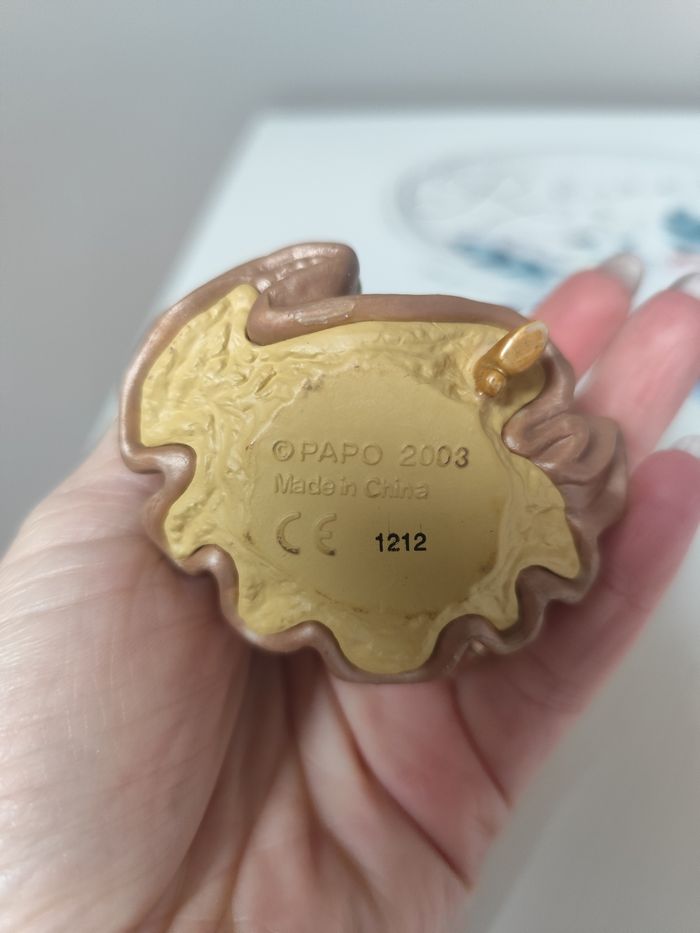 ©PAPO 2003
Made in China
CE 1212